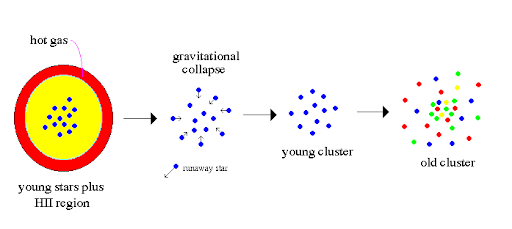 hot gas
gravitational
collapse
young stars plus
HII region
runaway star
young cluster
old cluster